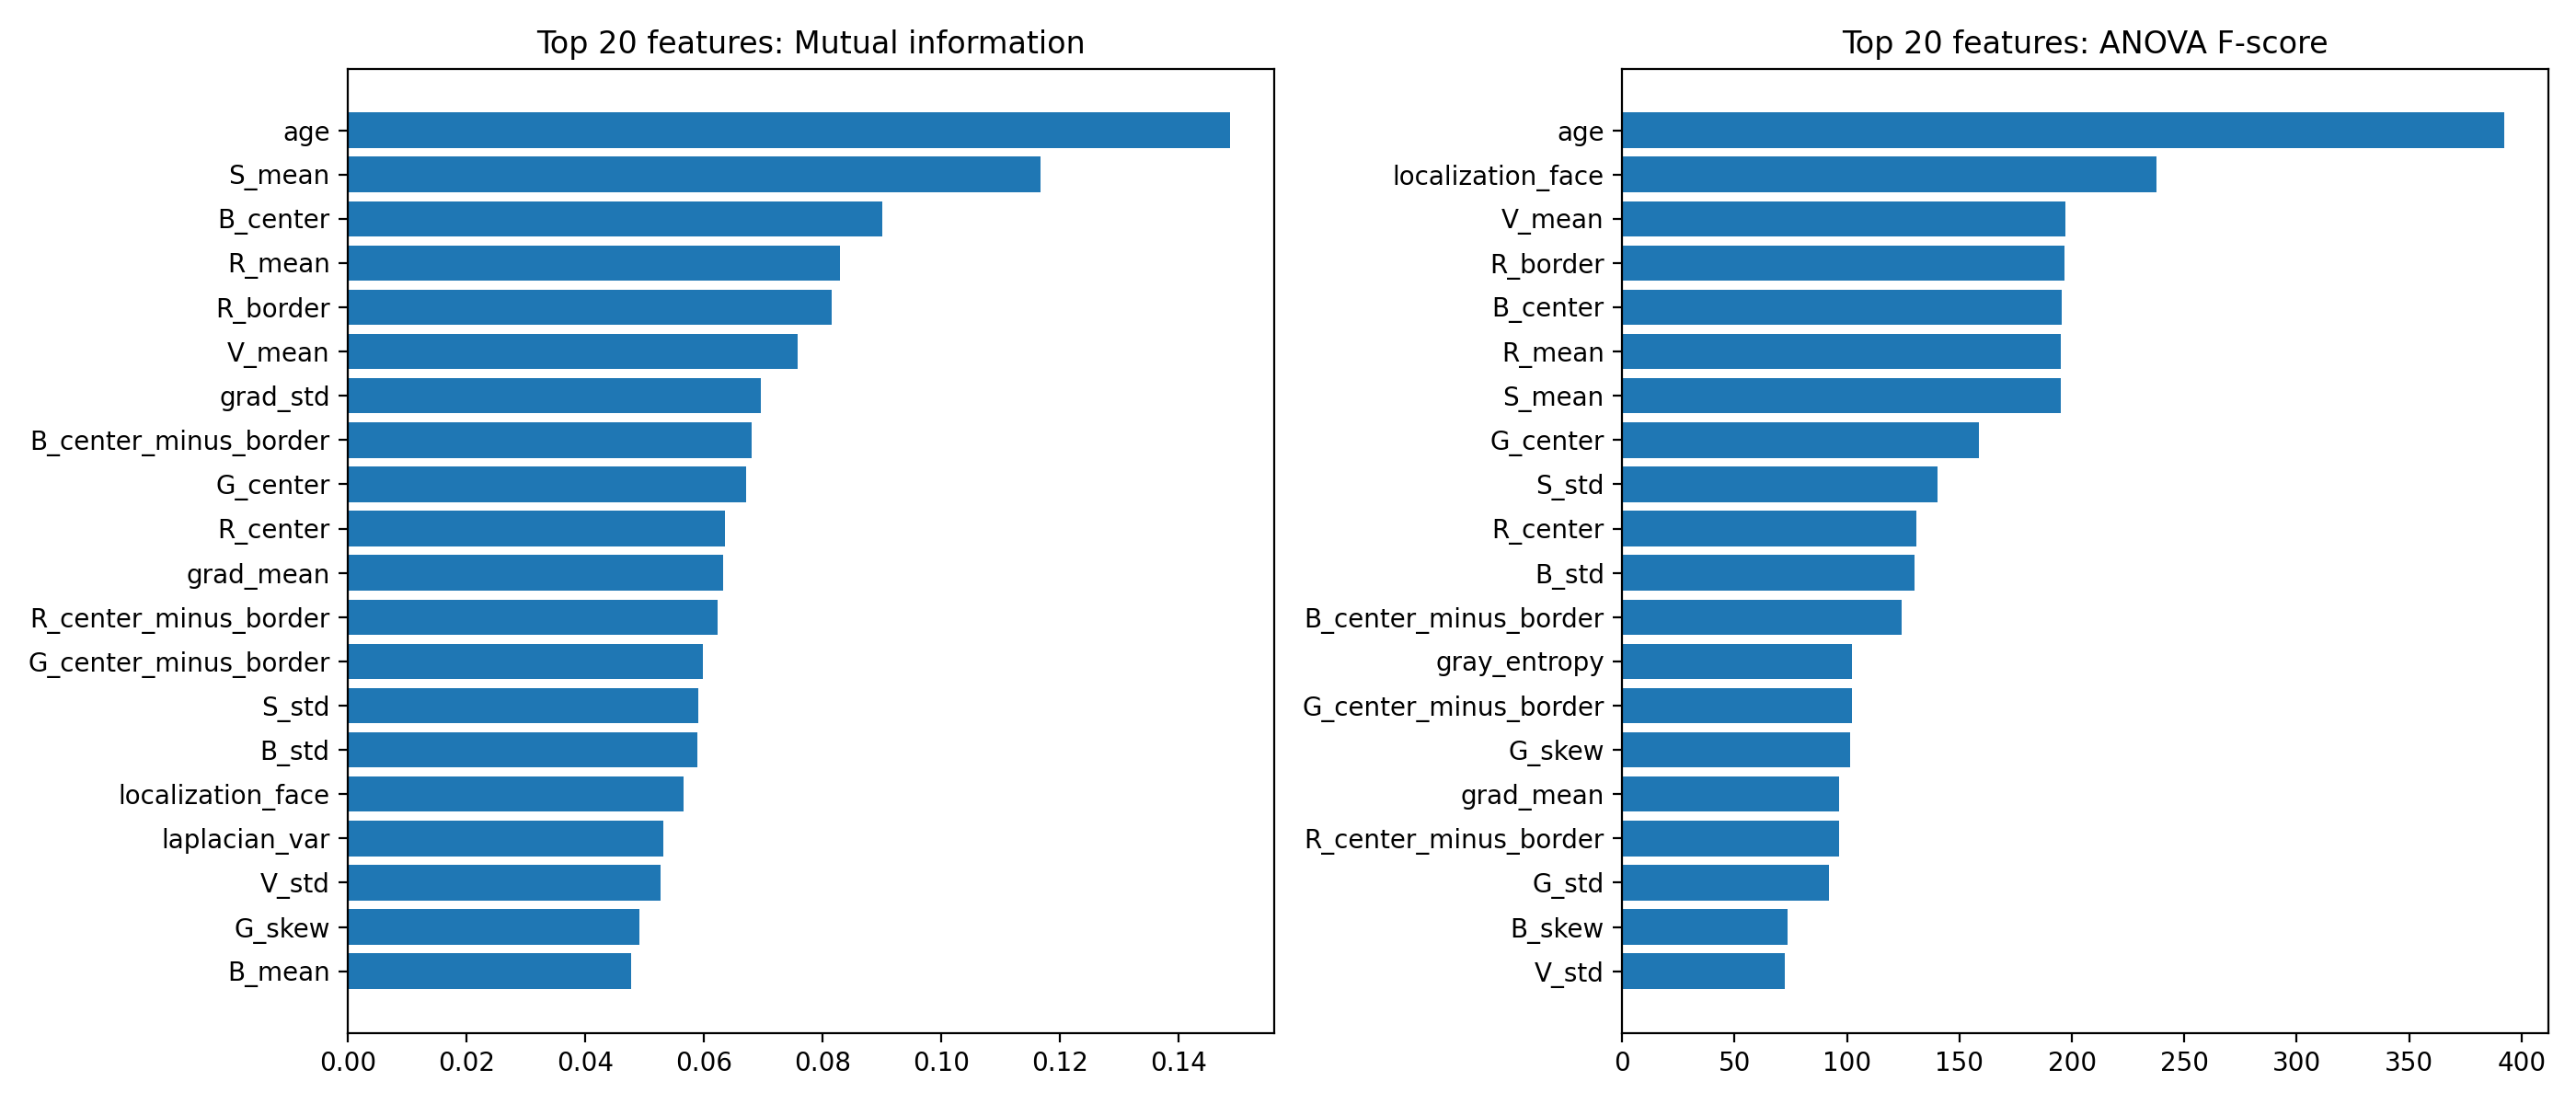 Top 20 features: Mutual information
age
S_mean
B_center
R_mean
R_border
V_mean
grad_std
B_center_minus_border
G_center
R_center
grad_mean
R_center_minus_border
G_center_minus_border
S_std
B_std
localization_face
laplacian_var
V_std
G_skew
B_mean
0.00 0.02 0.04 0.06 0.08 0.10 0.12 0.14
Top 20 features: ANOVA F-score
age
localization_face
V_mean
R_border
B_center
R_mean
S_mean
G_center
S_std
R_center
B_std
B_center_minus_border
gray_entropy
G_center_minus_border
G_skew
grad_mean
R_center_minus_border
G_std
B_skew
V_std
0 50 100 150 200 250 300 350 400